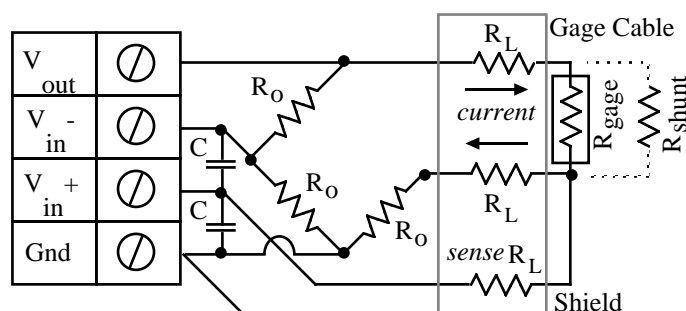 V out
V in -
V in +
Gnd
C
C
R O
R O
R O
R L
Gage Cable
current
R gage
R shunt
R L
sense R L
Shield